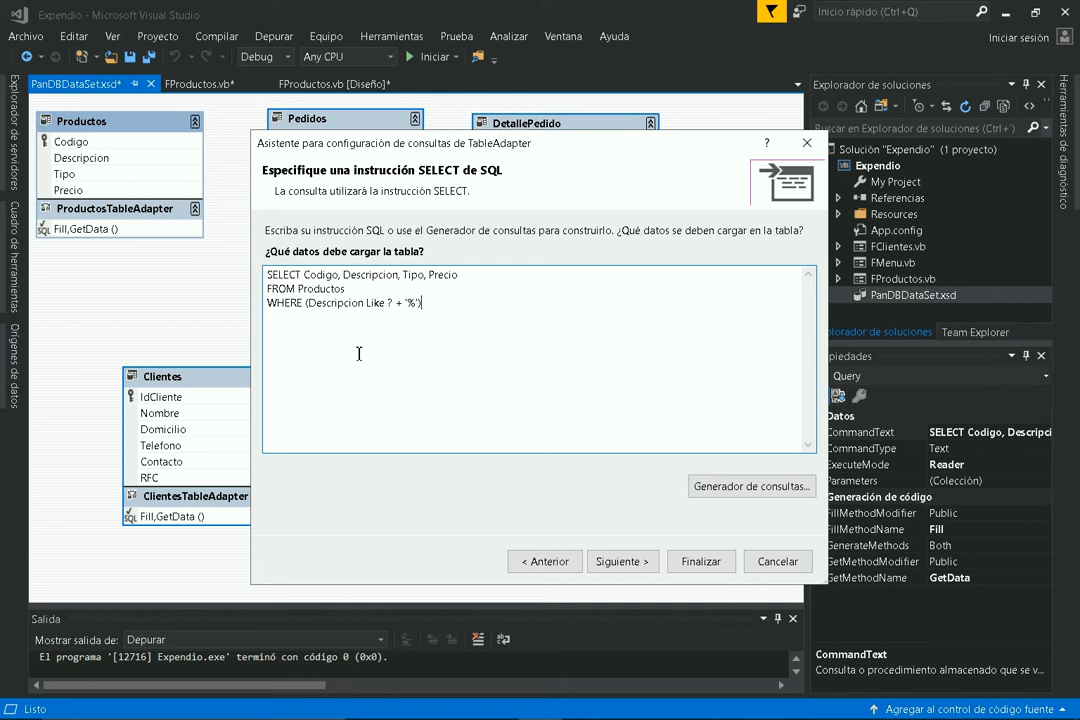 Expendio - Microsoft Visual Studio
Inicio rápido (Ctrl+Q)
Archivo Editar Ver Proyecto Compilar Depurar Equipo Herramientas Prueba Analizar Ventana Ayuda
Iniciar sesión
Debug Any CPU Iniciar
PanDBDataSet.xsd* FProductos.vb* FProductos.vb [Diseño]*
Explorador de servidores
Cuadro de herramientas
Orígenes de datos
Productos
Codigo
Descripcion
Tipo
Precio
ProductosTableAdapter
Fill,GetData ()
Pedidos
DetallePedido
Clientes
IdCliente
Nombre
Domicilio
Telefono
Contacto
RFC
ClientesTableAdapter
Fill,GetData ()
Asistente para configuración de consultas de TableAdapter
?
Especifique una instrucción SELECT de SQL
La consulta utilizará la instrucción SELECT.
Escriba su instrucción SQL o use el Generador de consultas para construirlo. ¿Qué datos se deben cargar en la tabla?
¿Qué datos debe cargar la tabla?
SELECT Codigo, Descripcion, Tipo, Precio
FROM Productos
WHERE (Descripcion Like ? + '%')
Generador de consultas...
< Anterior Siguiente > Finalizar Cancelar
Explorador de soluciones
Buscar en Explorador de soluciones (Ctrl+')
Solución "Expendio" (1 proyecto)
Expendio
My Project
References
Resources
App.config
FClientes.vb
FMenu.vb
FProductos.vb
PanDBDataSet.xsd
plorador de soluciones Team Explorer
piedades
Query
Datos
CommandText SELECT Codigo, Descripci
CommandType Text
ExecuteMode Reader
Parameters (Colección)
Generación de código
FillMethodModifier Public
FillMethodName Fill
GenerateMethods Both
GetMethodModifier Public
GetMethodName GetData
CommandText
Consulta o procedimiento almacenado que se v...
Herramientas de diagnóstico
Salida
Mostrar salida de: Depurar
El programa '[12716] Expendio.exe' terminó con código 0 (0x0).
Listo
Agregar al control de código fuente